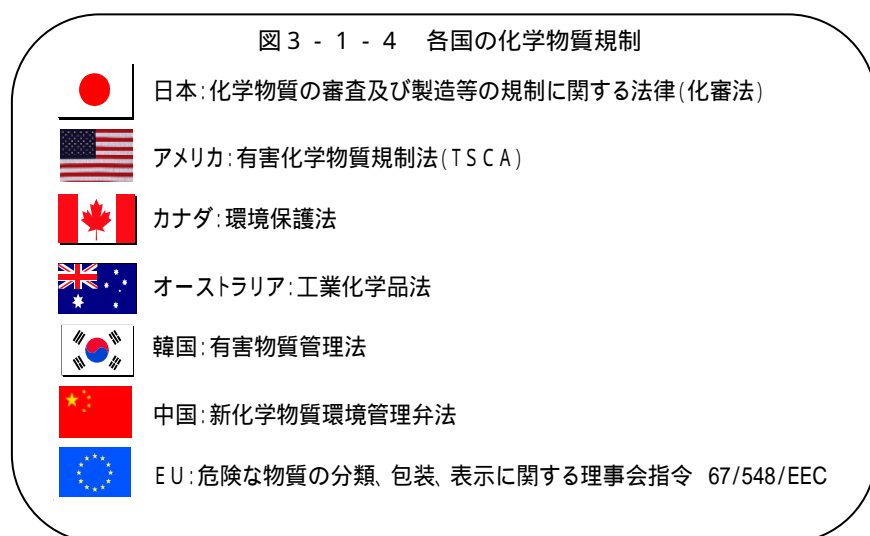 図3-1-4 各国の化学物質規制
日本:化学物質の審査及び製造等の規制に関する法律(化審法)
アメリカ:有害化学物質規制法(TSCA)
カナダ:環境保護法
オーストラリア:工業化学品法
韓国:有害物質管理法
中国:新化学物質環境管理弁法
EU:危険な物質の分類、包装、表示に関する理事会指令 67/548/EEC